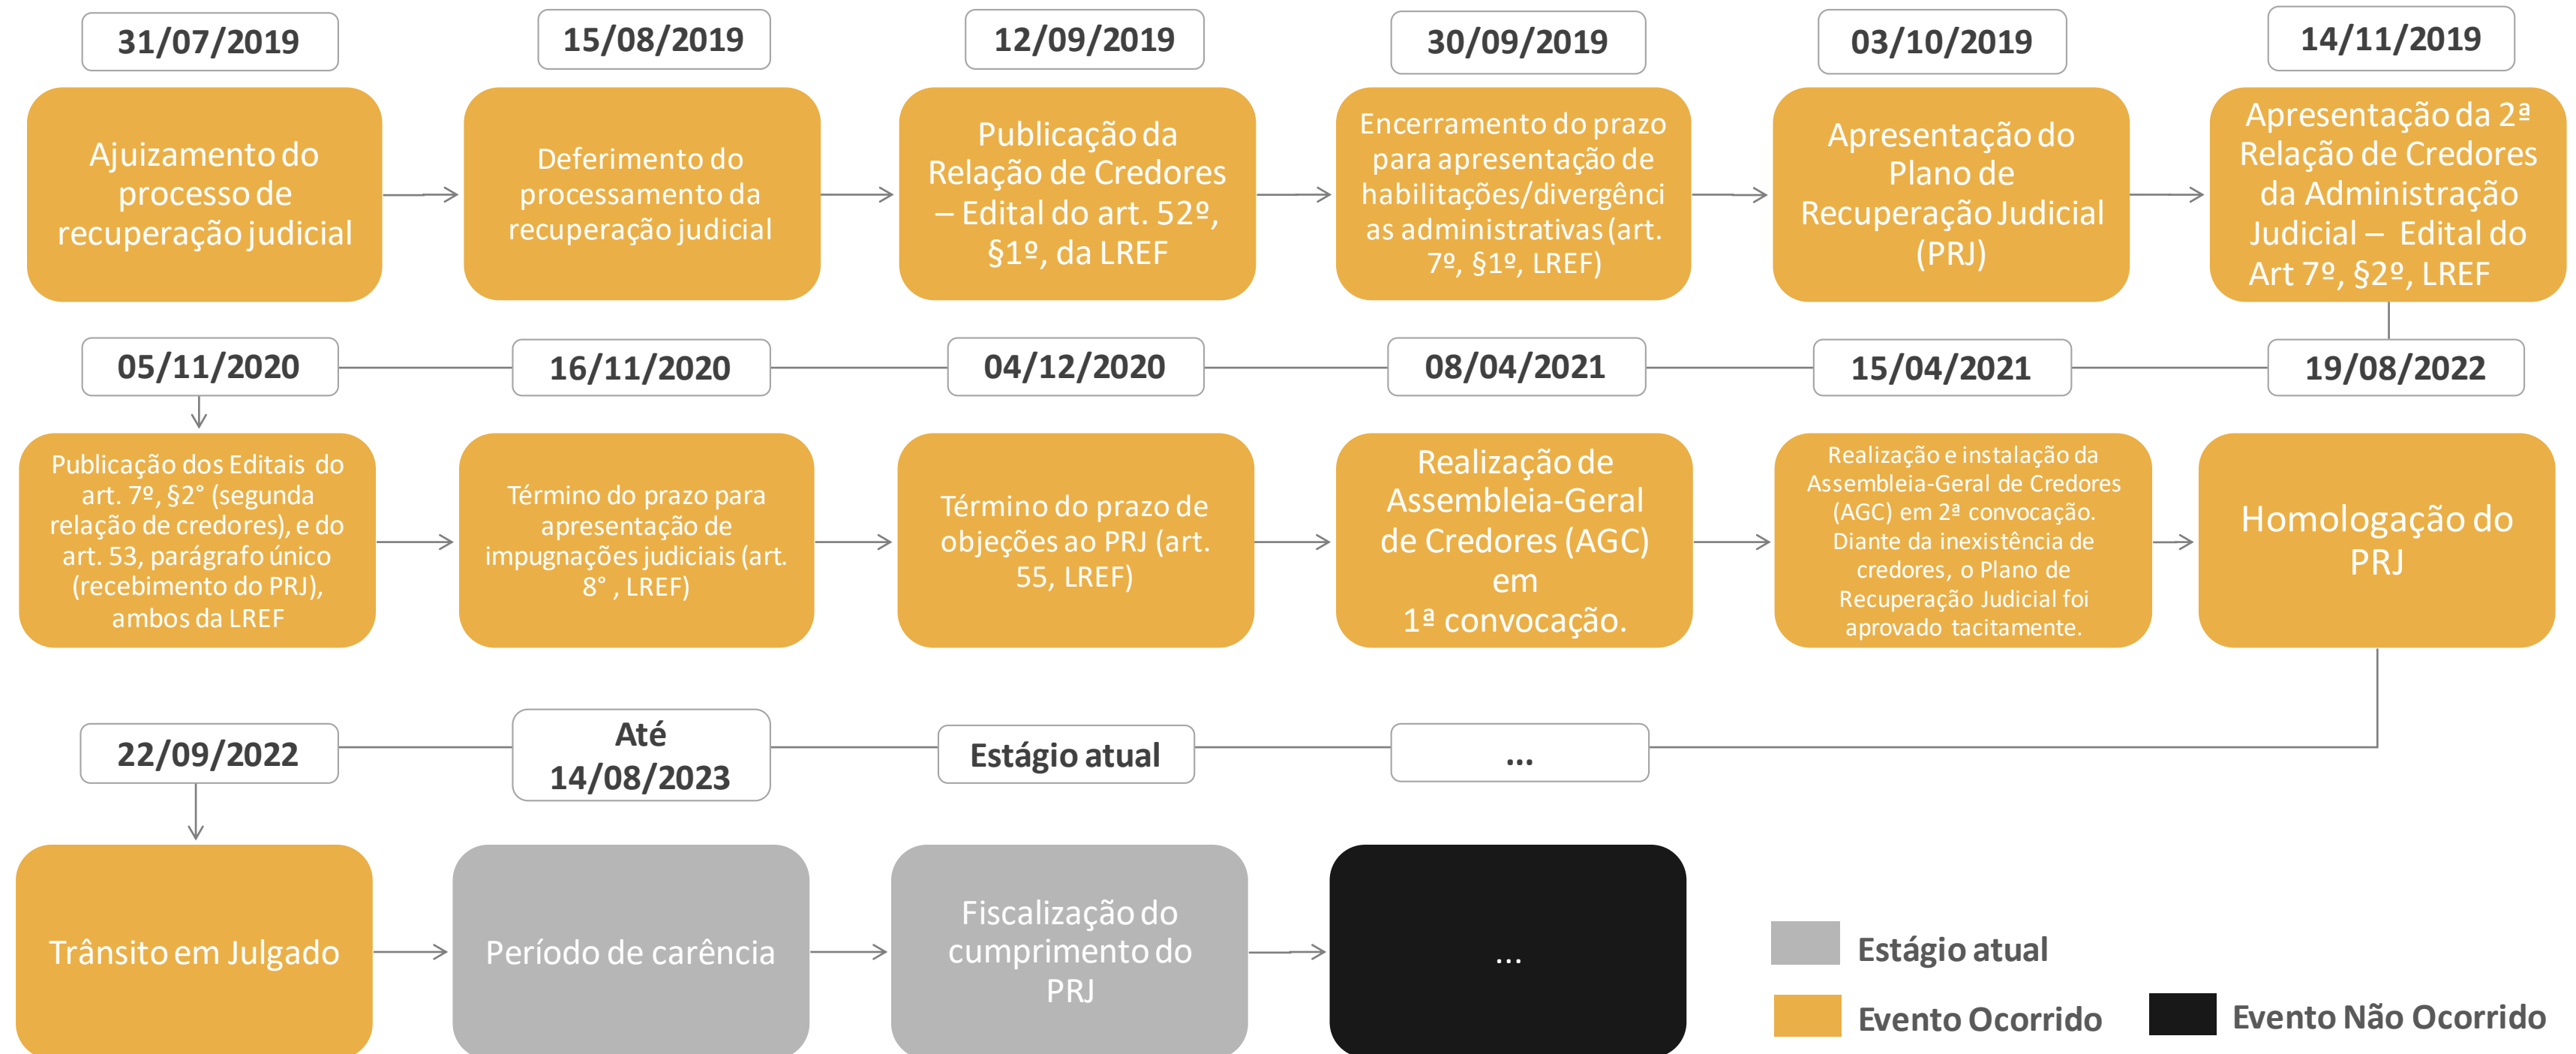 31/07/2019
Ajuizamento do
processo de
recuperação judicial
15/08/2019
Deferimento do
processamento da
recuperação judicial
12/09/2019
Publicação da
Relação de Credores
– Edital do art. 52º,
§1º, da LREF
30/09/2019
Encerramento do prazo
para apresentação de
habilitações/divergênci
as administrativas (art.
7º, §1º, LREF)
03/10/2019
Apresentação do
Plano de
Recuperação Judicial
(PRJ)
14/11/2019
Apresentação da 2ª
Relação de Credores
da Administração
Judicial – Edital do
Art 7º, §2º, LREF
05/11/2020
Publicação dos Editais do
art. 7º, §2° (segunda
relação de credores), e do
art. 53, parágrafo único
(recebimento do PRJ),
ambos da LREF
16/11/2020
Término do prazo para
apresentação de
impugnações judiciais (art.
8° , LREF)
04/12/2020
Término do prazo de
objeções ao PRJ (art.
55, LREF)
08/04/2021
Realização de
Assembleia-Geral
de Credores (AGC)
em
1ª convocação.
15/04/2021
Realização e instalação da
Assembleia-Geral de Credores
(AGC) em 2ª convocação.
Diante da inexistência de
credores, o Plano de
Recuperação Judicial foi
aprovado tacitamente.
19/08/2022
Homologação do
PRJ
22/09/2022
Trânsito em Julgado
Até
14/08/2023
Período de carência
Estágio atual
Fiscalização do
cumprimento do
PRJ
...
...
Estágio atual
Evento Ocorrido
Evento Não Ocorrido